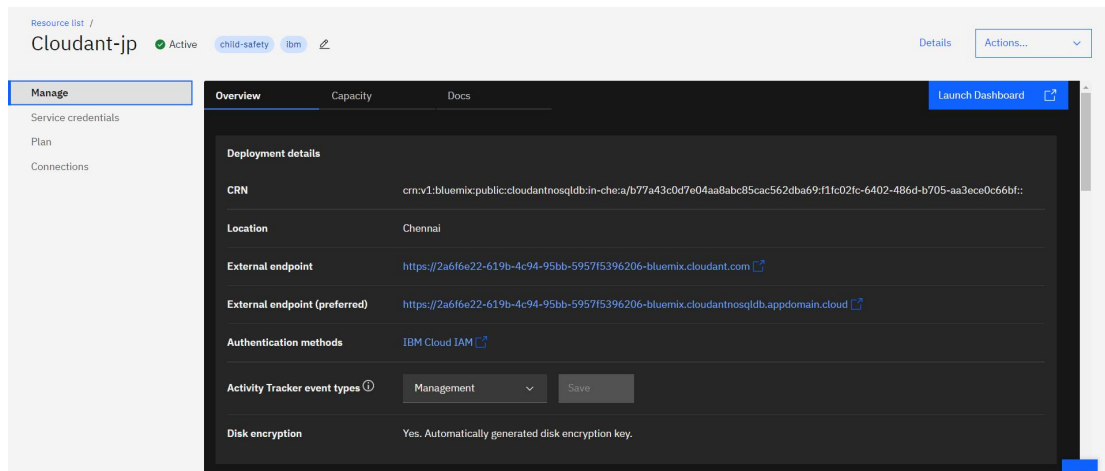 Resource list /
Cloudant-jp Active child-safety ibm Details Actions...
Manage
Service credentials
Plan
Connections
Overview Capacity Docs Launch Dashboard
Deployment details
CRN crn:v1:bluemix:public:cloudantnosqldb:in-che:a/b77a43c0d7e04aa8abc85cac562dba69:f1fc02fc-6402-486d-b705-aa3ece0c66bf::
Location Chennai
External endpoint https://2a6f6e22-619b-4c94-95bb-5957f5396206-bluemix.cloudant.com
External endpoint (preferred) https://2a6f6e22-619b-4c94-95bb-5957f5396206-bluemix.cloudantnosqldb.appdomain.cloud
Authentication methods IBM Cloud IAM
Activity Tracker event types Management Save
Disk encryption Yes. Automatically generated disk encryption key.